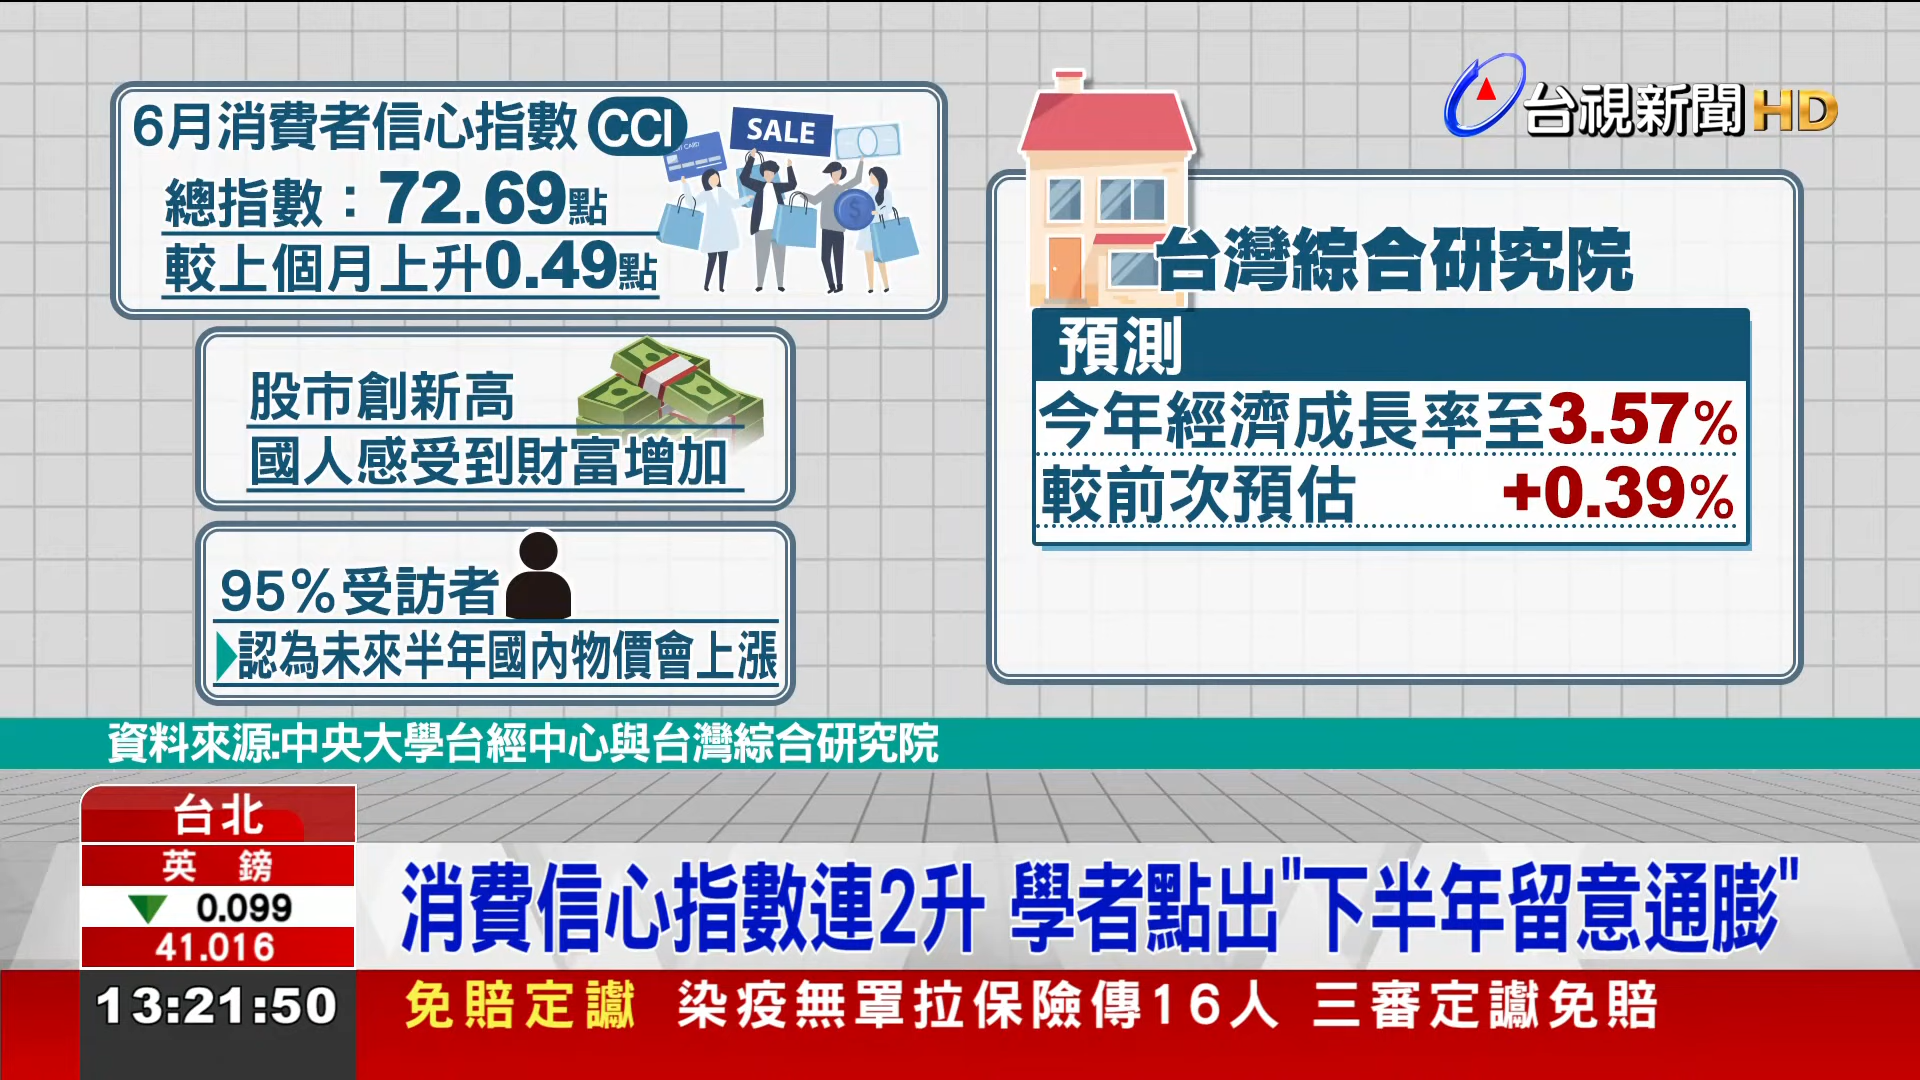 台視新聞HD
6月消費者信心指數 CCI
SALE
CARD
總指數：72.69點
較上個月上升0.49點
股市創新高
國人感受到財富增加
95%受訪者
認為未來半年國內物價會上漲
台灣綜合研究院
預測
今年經濟成長率至3.57%
較前次預估 +0.39%
資料來源:中央大學台經中心與台灣綜合研究院
台北
英鎊
0.099
41.016
13:21:50
消費信心指數連2升 學者點出"下半年留意通膨"
免賠定讞 染疫無罩拉保險傳16人 三審定讞免賠